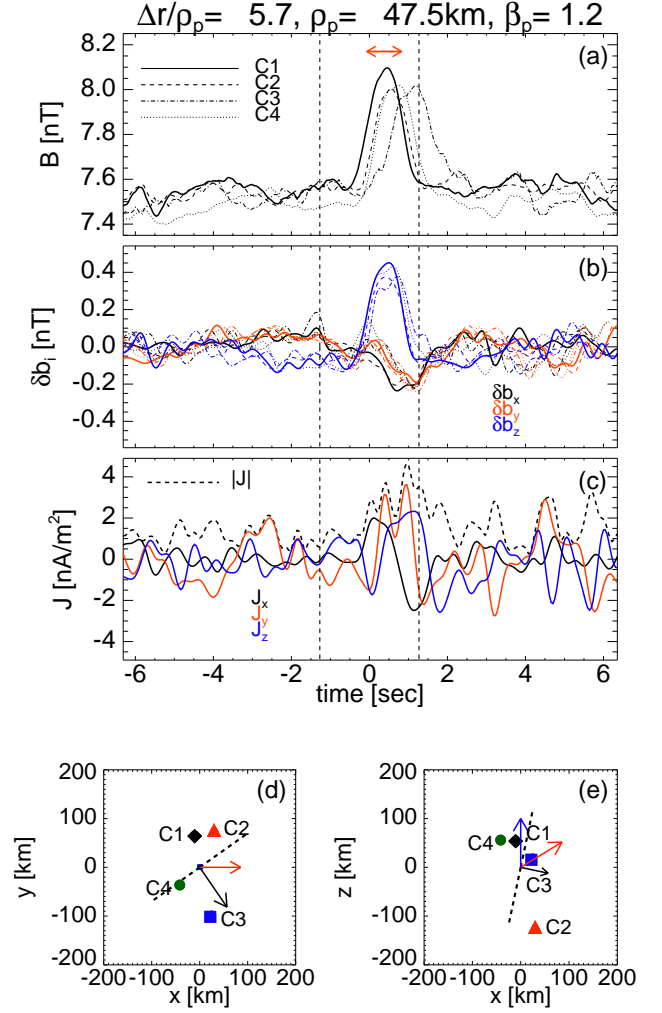 Δr/ρp= 5.7, ρp= 47.5km, βp= 1.2
(a)
C1
C2
C3
C4
B [nT]
8.2
8.0
7.8
7.6
7.4
(b)
δbi [nT]
0.4
0.2
0.0
-0.2
-0.4
δbx
δby
δbz
(c)
|J|
J [nA/m²]
4
2
0
-2
-4
Jx
Jy
Jz
-6 -4 -2 0 2 4 6
time [sec]
(d)
y [km]
200
100
0
-100
-200
C1
C2
C4
C3
-200 -100 0 100 200
x [km]
(e)
z [km]
200
100
0
-100
-200
C1
C4
C3
C2
-200 -100 0 100 200
x [km]